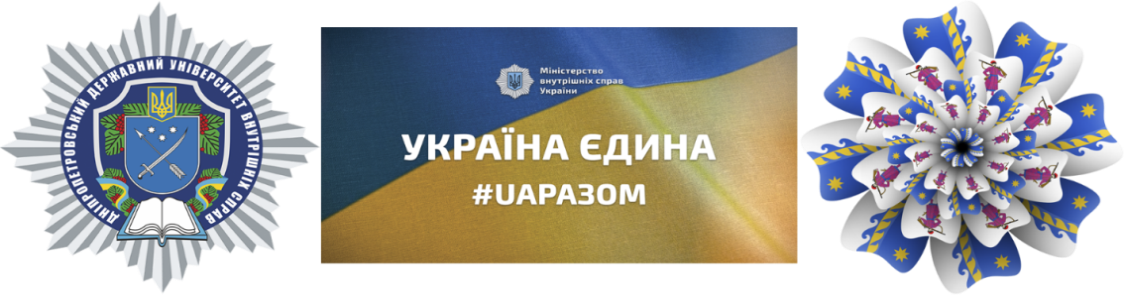 ДНІПРОПЕТРОВСЬКИЙ ДЕРЖАВНИЙ УНІВЕРСИТЕТ ВНУТРІШНІХ СПРАВ
Міністерство
внутрішніх справ
України
УКРАЇНА ЄДИНА
#UAРАЗОМ